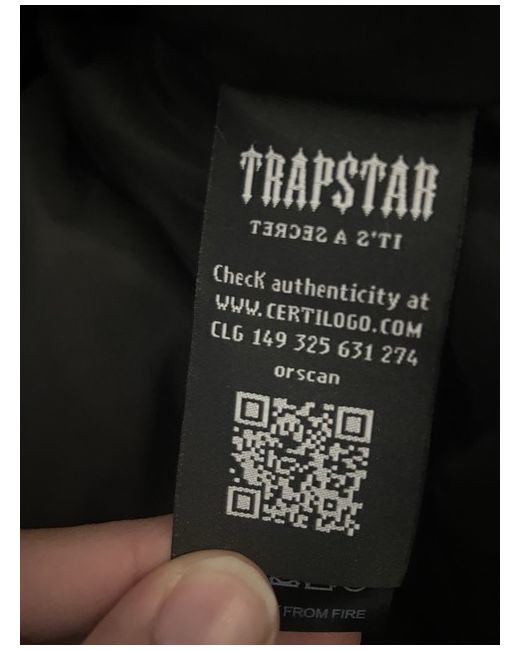 TRAPSTAR
IT'S A SECRET
ChecK authenticity at
WWW.CERTILOGO.COM
CLG 149 325 631 274
orscan
FROM FIRE